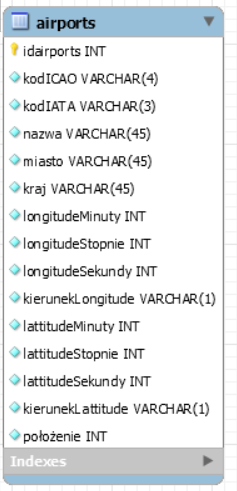 airports
idairports INT
kodICAO VARCHAR(4)
kodIATA VARCHAR(3)
nazwa VARCHAR(45)
miasto VARCHAR(45)
kraj VARCHAR(45)
longitudeMinuty INT
longitudeStopnie INT
longitudeSekundy INT
kierunekLongitude VARCHAR(1)
lattitudeMinuty INT
lattitudeStopnie INT
lattitudeSekundy INT
kierunekLattitude VARCHAR(1)
położenie INT
Indexes